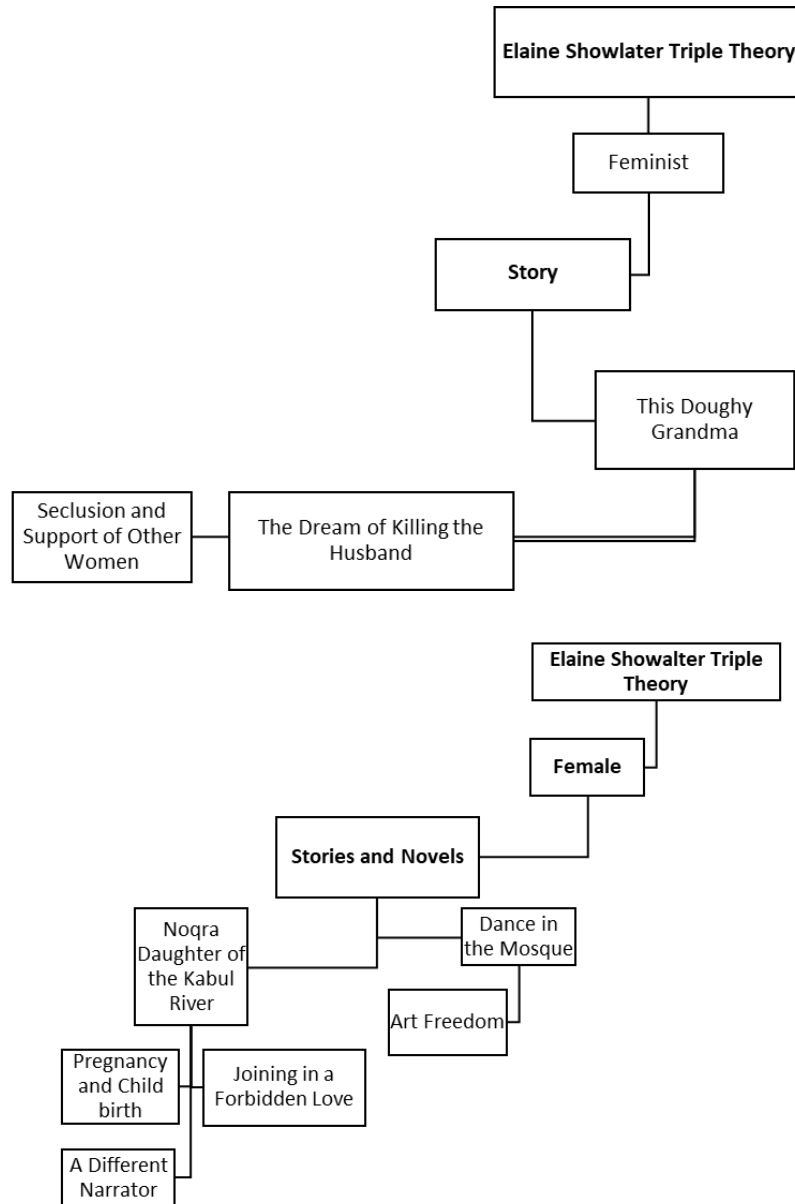 Elaine Showlater Triple Theory
Feminist
Story
This Doughy
Grandma
Seclusion and
Support of Other
Women
The Dream of Killing the
Husband
Elaine Showalter Triple
Theory
Female
Stories and Novels
Noqra
Daughter of
the Kabul
River
Dance in
the Mosque
Art Freedom
Pregnancy
and Child
birth
Joining in a
Forbidden Love
A Different
Narrator